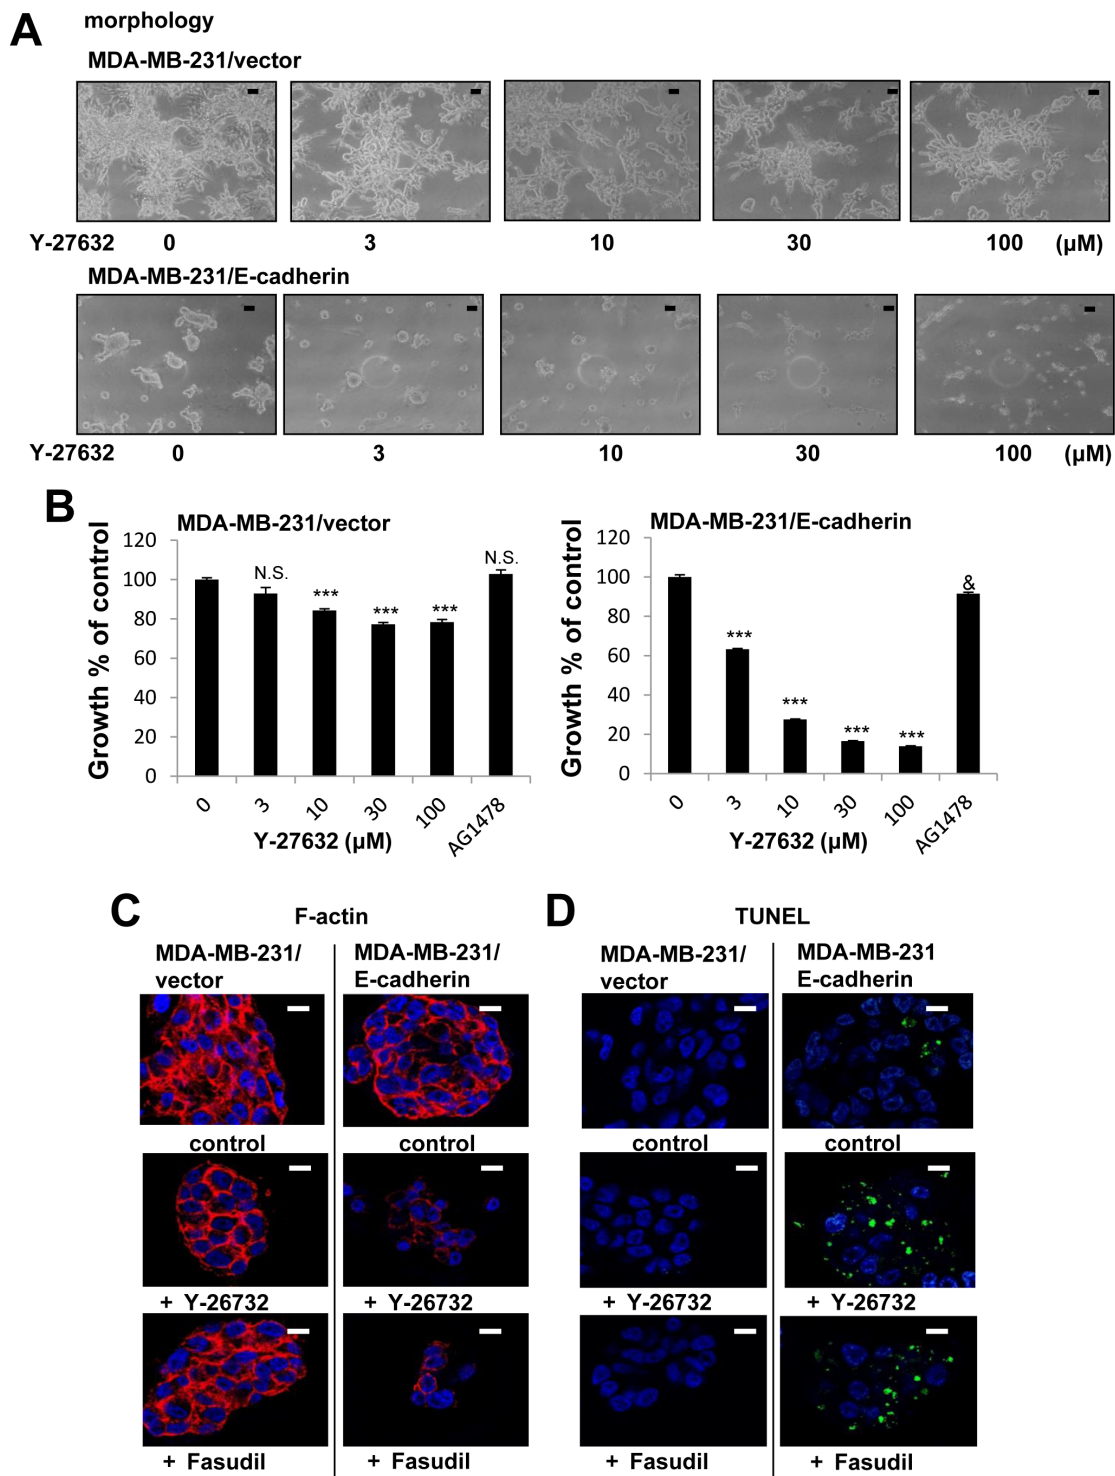 A
morphology
MDA-MB-231/vector
Y-27632 0 3 10 30 100 (µM)
MDA-MB-231/E-cadherin
Y-27632 0 3 10 30 100 (µM)
B
MDA-MB-231/vector
Growth % of control
120
100
80
60
40
20
0
N.S.
***
***
***
N.S.
0 3 10 30 100 AG1478
Y-27632 (µM)
MDA-MB-231/E-cadherin
Growth % of control
120
100
80
60
40
20
0
***
***
***
***
&
0 3 10 30 100 AG1478
Y-27632 (µM)
C
F-actin
MDA-MB-231/
vector
MDA-MB-231/
E-cadherin
control
control
+ Y-26732
+ Y-26732
+ Fasudil
+ Fasudil
D
TUNEL
MDA-MB-231/
vector
MDA-MB-231
E-cadherin
control
control
+ Y-26732
+ Y-26732
+ Fasudil
+ Fasudil